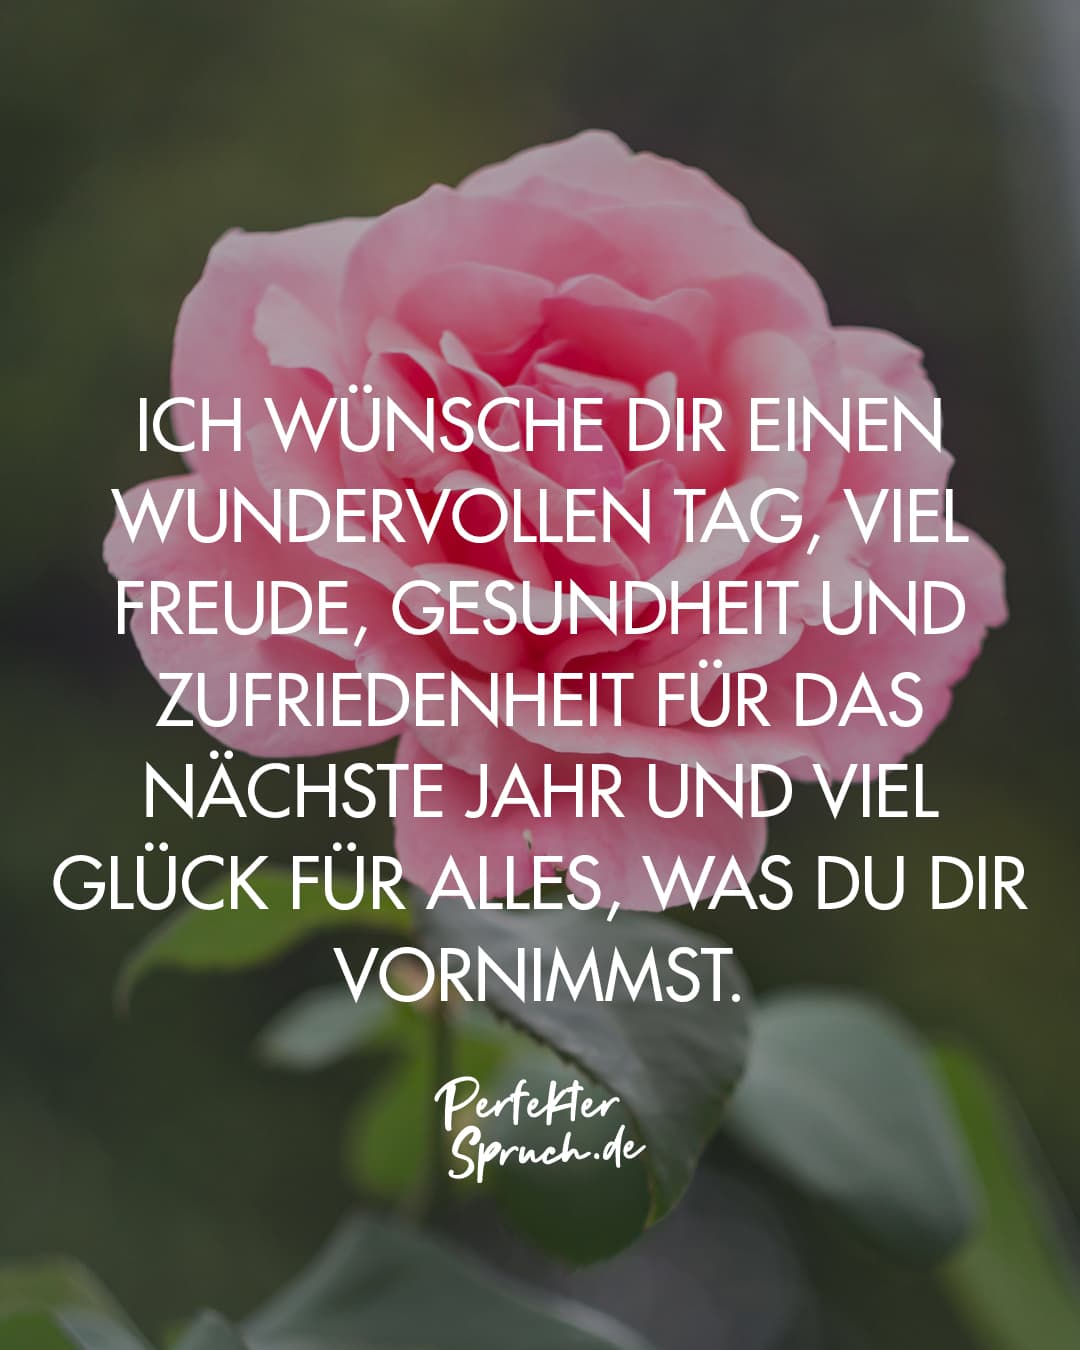 ICH WÜNSCHE DIR EINEN
WUNDERVOLLEN TAG, VIEL
FREUDE, GESUNDHEIT UND
ZUFRIEDENHEIT FÜR DAS
NÄCHSTE JAHR UND VIEL
GLÜCK FÜR ALLES, WAS DU DIR
VORNIMMST.
Perfekter
Spruch.de